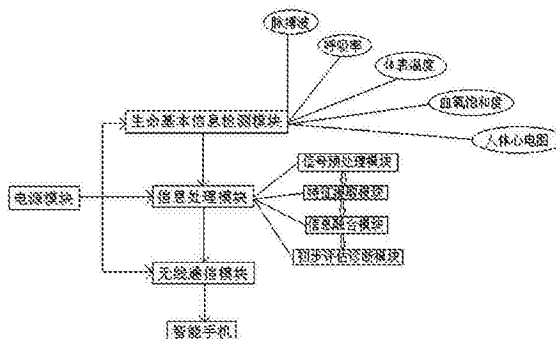 脉搏波
呼吸率
体表温度
血氧饱和度
人体心电图
生命基本信息检测模块
信号预处理模块
电源模块
信息处理模块
特征提取模块
信息融合模块
初步评估诊断模块
无线通信模块
智能手机